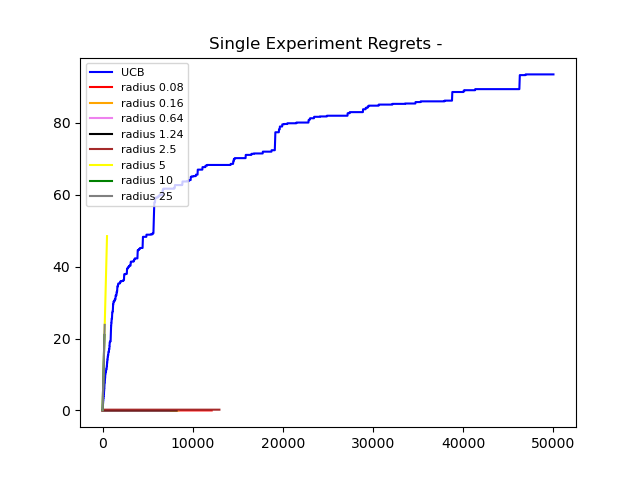 Single Experiment Regrets -
UCB
radius 0.08
radius 0.16
radius 0.64
radius 1.24
radius 2.5
radius 5
radius 10
radius 25
80
60
40
20
0
0 10000 20000 30000 40000 50000